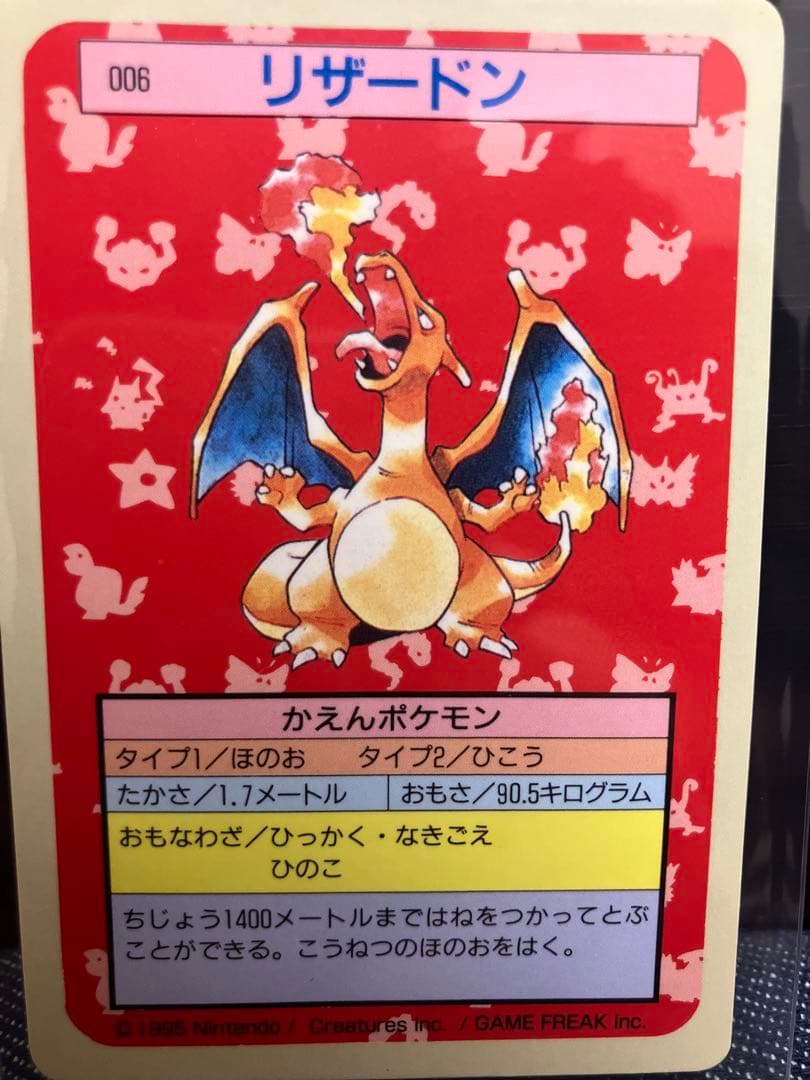 006 リザードン
かえんポケモン
タイプ1／ほのお タイプ2／ひこう
たかさ／1.7メートル おもさ／90.5キログラム
おもなわざ／ひっかく・なきごえ
ひのこ
ちじょう1400メートルまではねをつかってとぶ
ことができる。こうねつのほのおをはく。
© 1995 Nintendo / Creatures inc. / GAME FREAK inc.